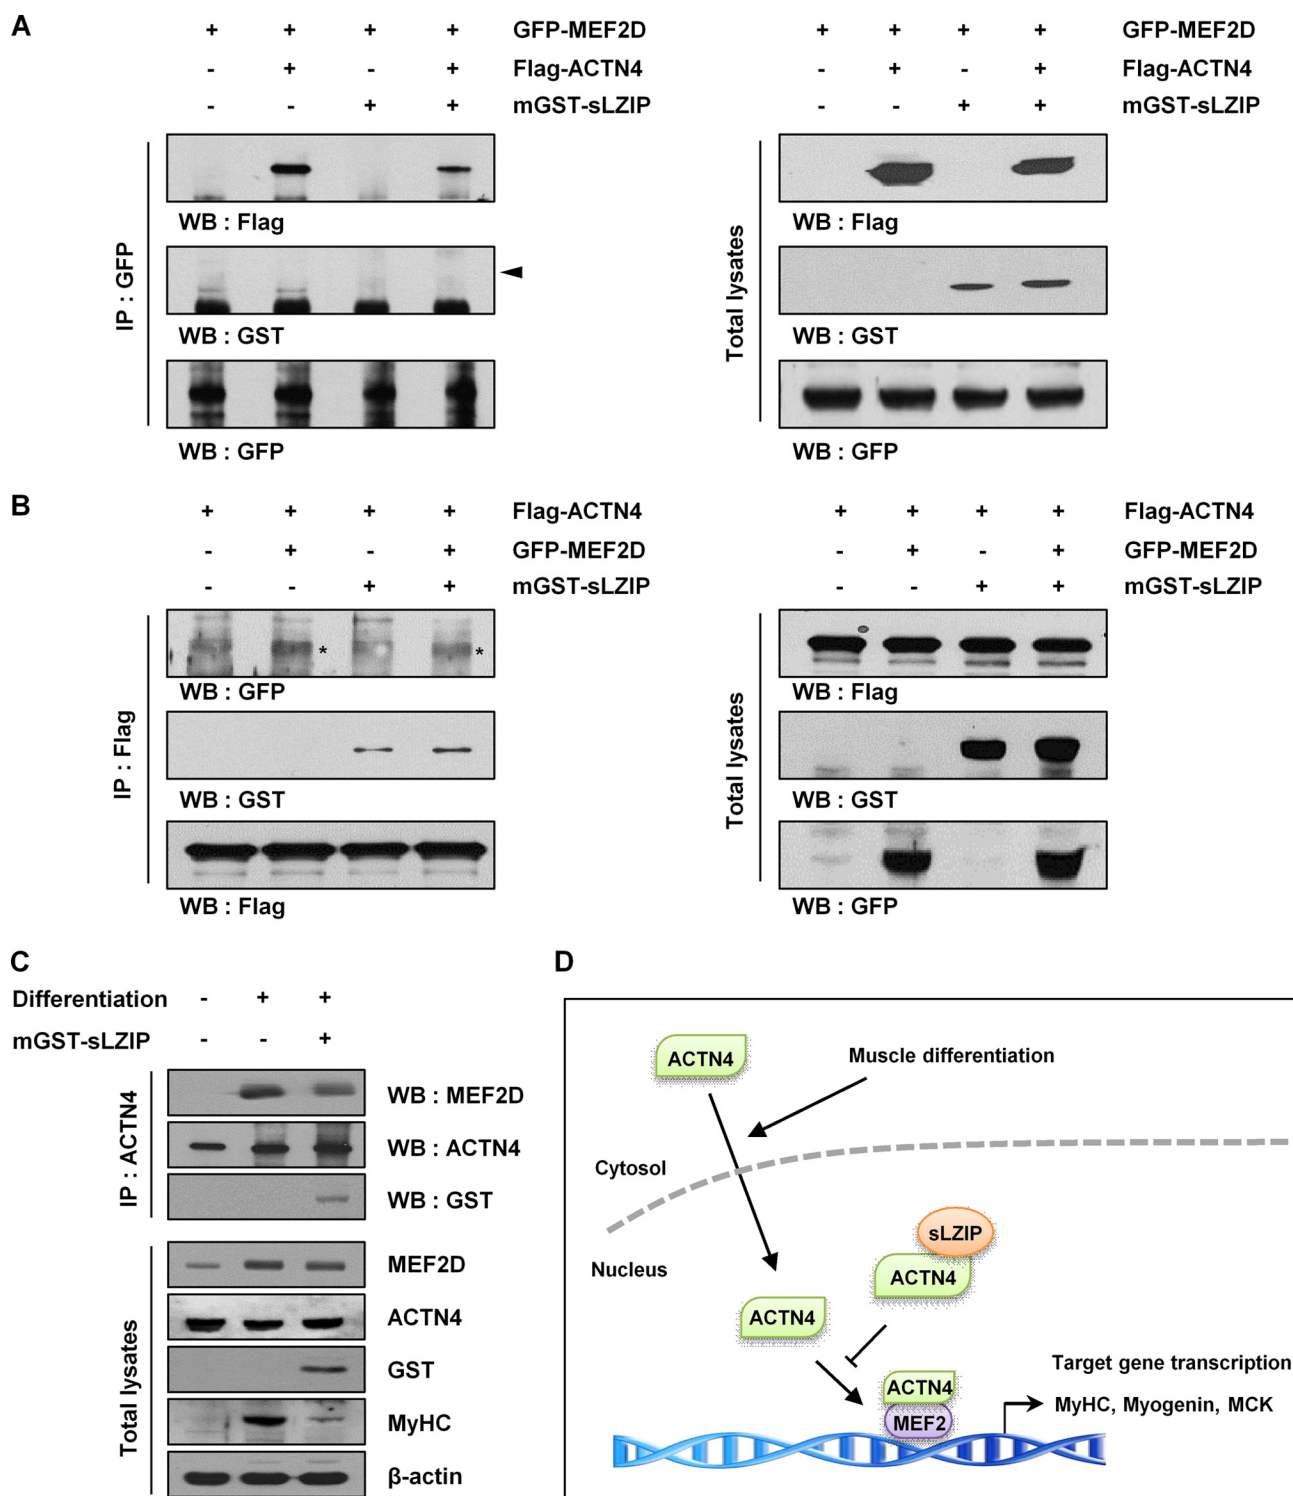 A
+ + + + GFP-MEF2D
- + - + Flag-ACTN4
- - + + mGST-sLZIP
IP : GFP
WB : Flag
WB : GST
WB : GFP
+ + + + GFP-MEF2D
- + - + Flag-ACTN4
- - + + mGST-sLZIP
Total lysates
WB : Flag
WB : GST
WB : GFP
B
+ + + + Flag-ACTN4
- + - + GFP-MEF2D
- - + + mGST-sLZIP
IP : Flag
* *
WB : GFP
WB : GST
WB : Flag
+ + + + Flag-ACTN4
- + - + GFP-MEF2D
- - + + mGST-sLZIP
Total lysates
WB : Flag
WB : GST
WB : GFP
C
Differentiation - + +
mGST-sLZIP - - +
IP : ACTN4
WB : MEF2D
WB : ACTN4
WB : GST
Total lysates
MEF2D
ACTN4
GST
MyHC
β-actin
D
ACTN4
Muscle differentiation
Cytosol
Nucleus
sLZIP
ACTN4
ACTN4
ACTN4
MEF2
Target gene transcription
MyHC, Myogenin, MCK